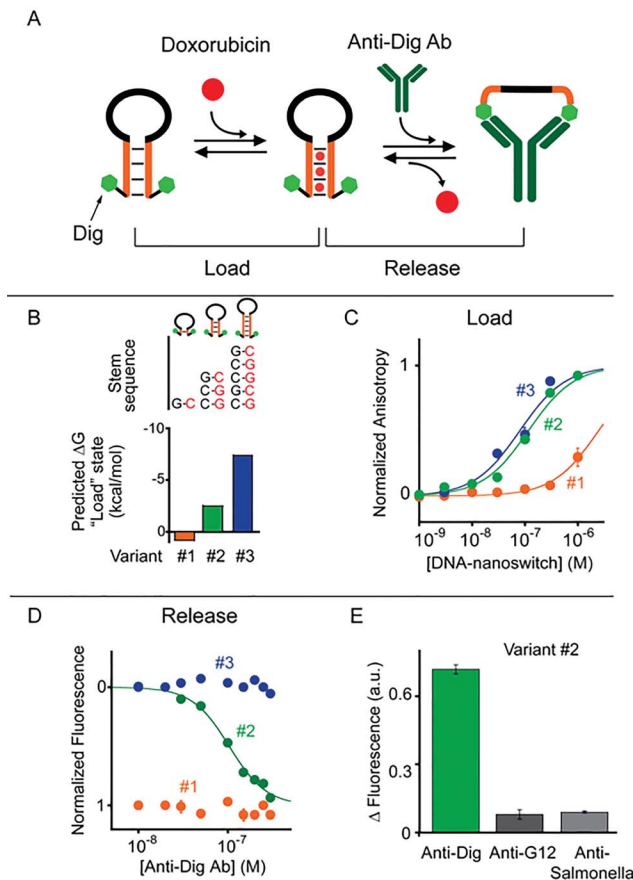 A
Doxorubicin
Anti-Dig Ab
Dig
Load
Release
B
Stem
sequence
G-C
G-C
C-G
C-G
G-C
C-G
G-C
C-G
C-G
-10
-5
0
Predicted ΔG
"Load" state
(kcal/mol)
Variant #1 #2 #3
C
Load
Normalized Anisotropy
1
0
#3
#2
#1
10-9 10-8 10-7 10-6
[DNA-nanoswitch] (M)
D
Release
Normalized Fluorescence
0
1
#3
#2
#1
10-8 10-7
[Anti-Dig Ab] (M)
E
Variant #2
Δ Fluorescence (a.u.)
0.6
0.3
0
Anti-Dig Anti-G12 Anti-
Salmonella